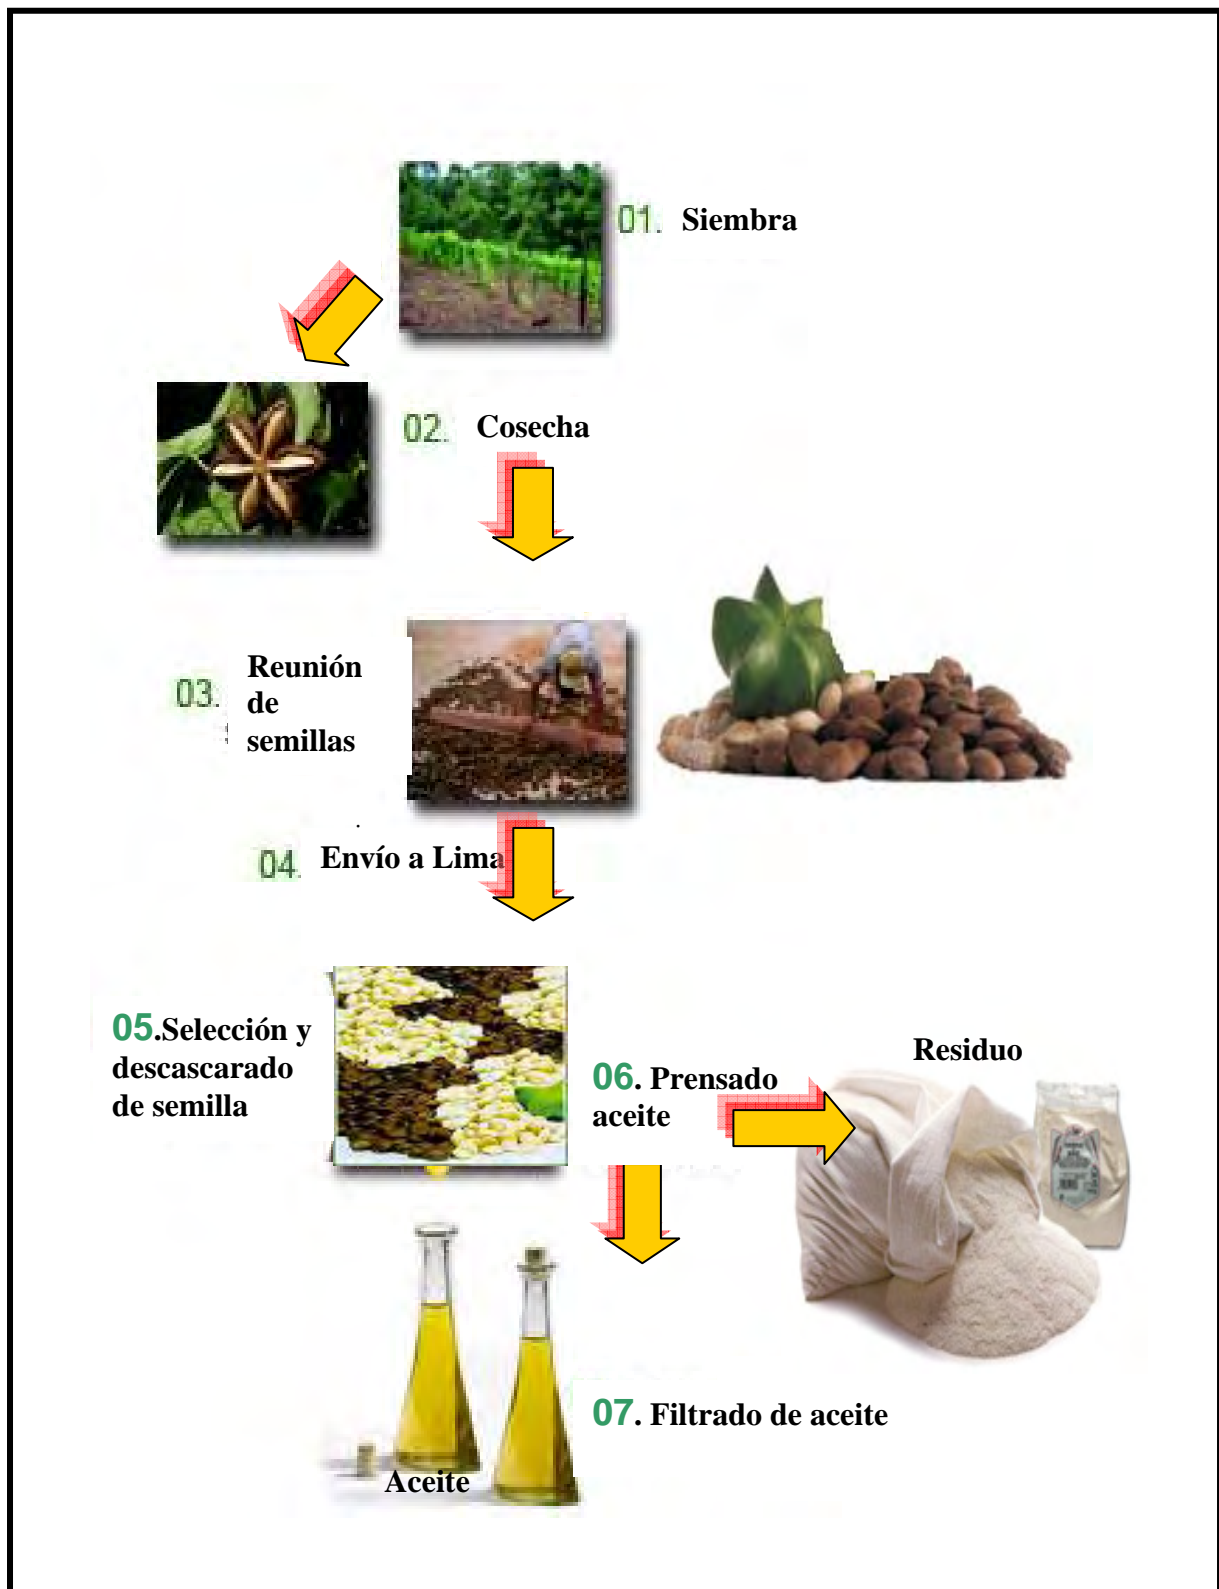 01. Siembra
02. Cosecha
03. Reunión
de
semillas
04. Envío a Lima
05.Selección y
descascarado
de semilla
06. Prensado
aceite
Residuo
07. Filtrado de aceite
Aceite